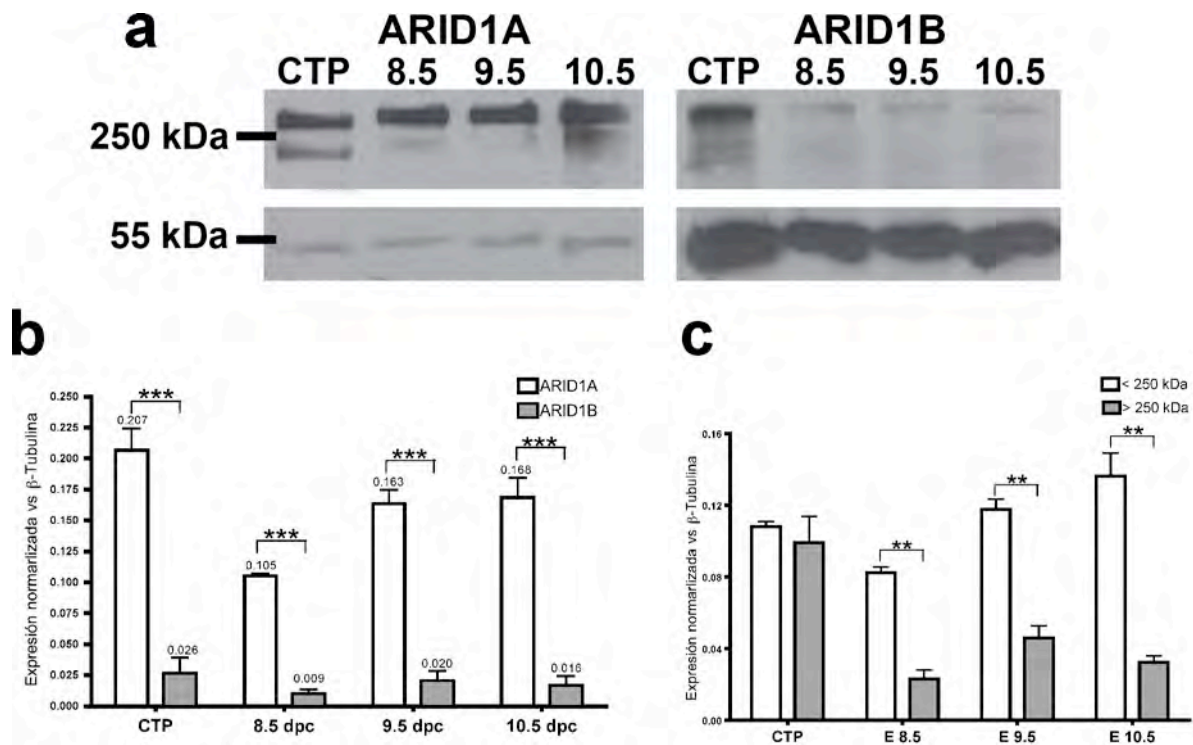 a
ARID1A
ARID1B
CTP 8.5 9.5 10.5
CTP 8.5 9.5 10.5
250 kDa
55 kDa
b
Expresión normarlizada vs β-Tubulina
ARID1A
ARID1B
0.250
0.225
0.200
0.175
0.150
0.125
0.100
0.075
0.050
0.025
0.000
***
0.207
0.026
***
0.105
0.009
***
0.163
0.020
***
0.168
0.016
CTP 8.5 dpc 9.5 dpc 10.5 dpc
c
Expresión normarlizada vs β-Tubulina
< 250 kDa
> 250 kDa
0.16
0.12
0.08
0.04
0.00
**
**
**
CTP E 8.5 E 9.5 E 10.5